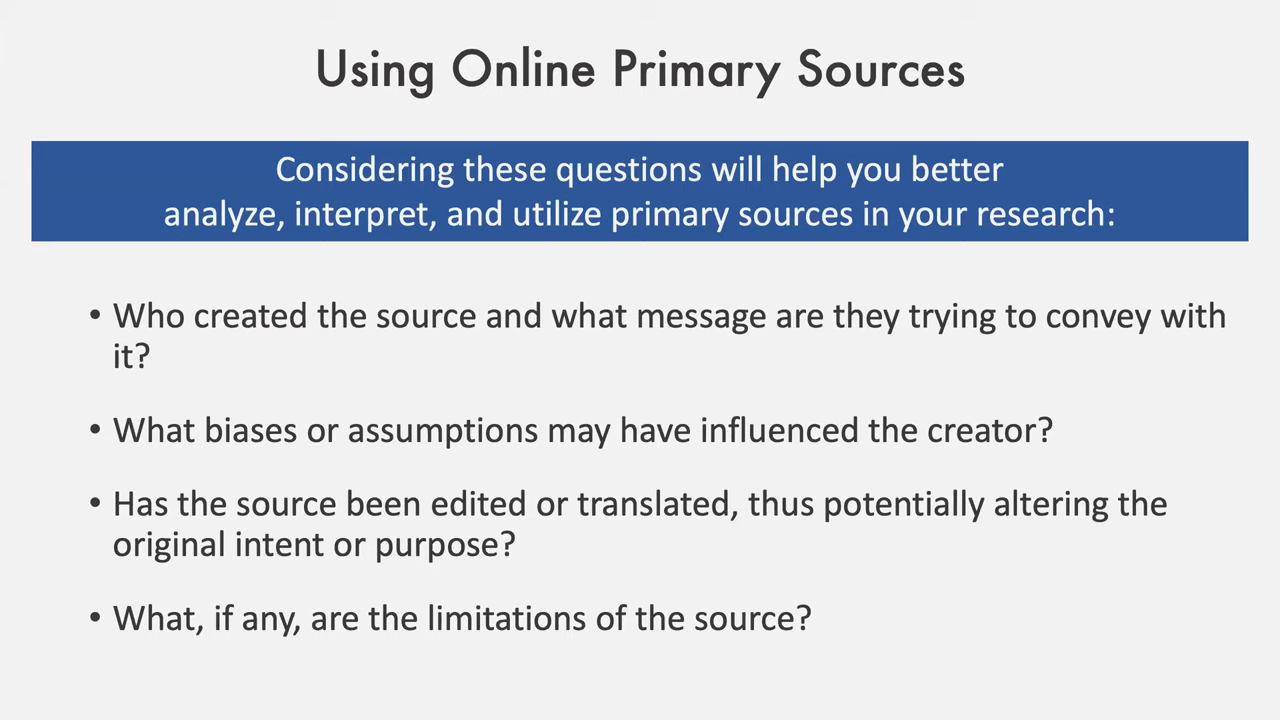 Using Online Primary Sources
Considering these questions will help you better
analyze, interpret, and utilize primary sources in your research:
• Who created the source and what message are they trying to convey with
it?
• What biases or assumptions may have influenced the creator?
• Has the source been edited or translated, thus potentially altering the
original intent or purpose?
• What, if any, are the limitations of the source?